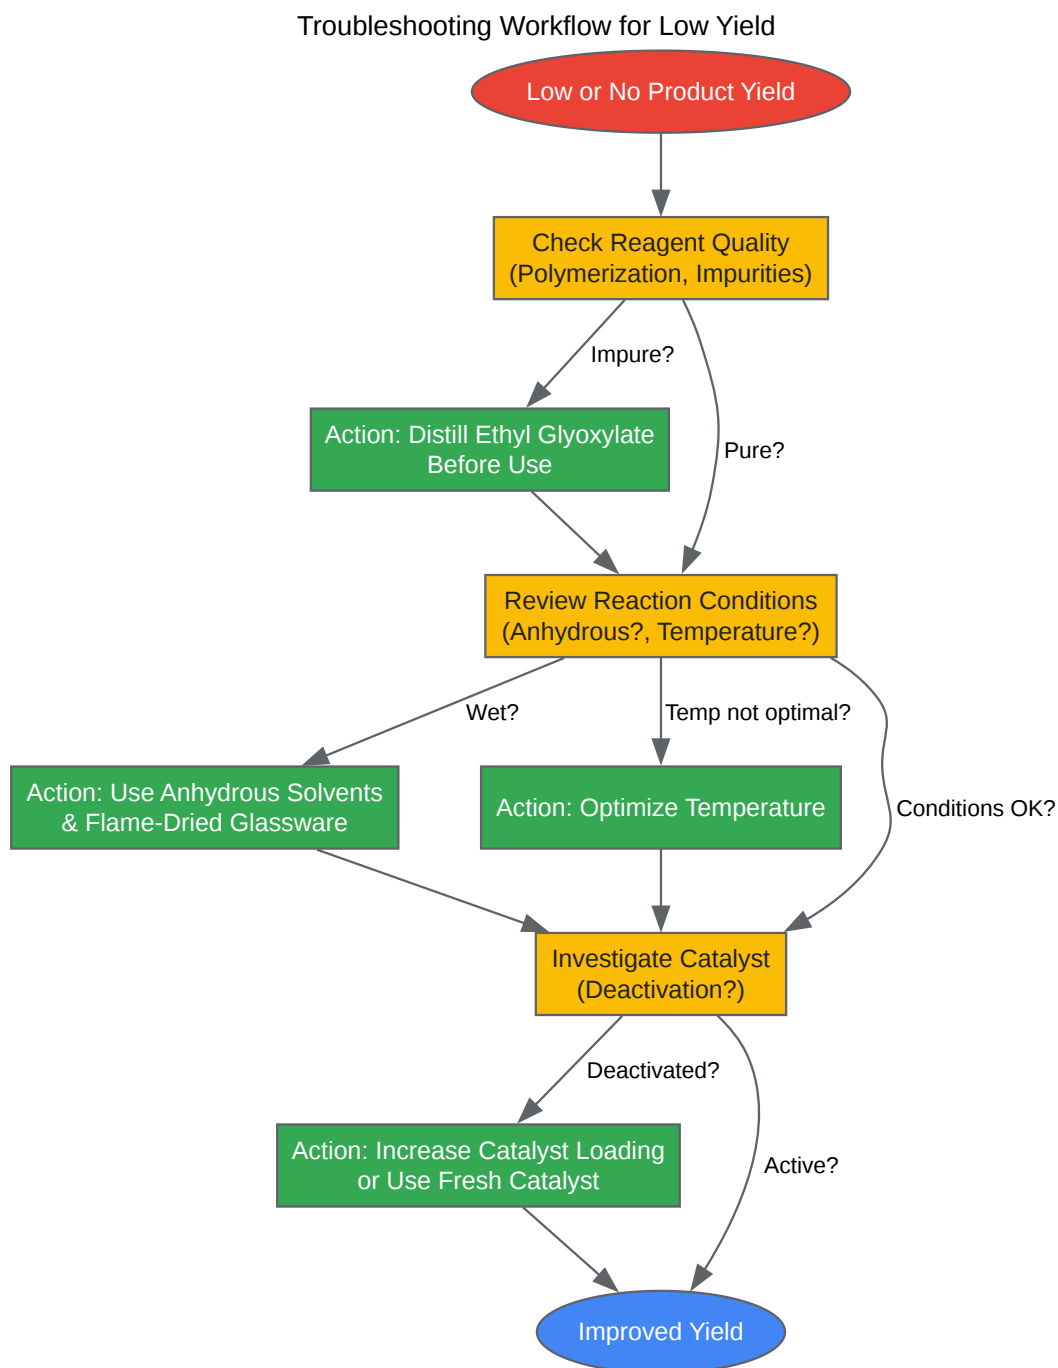 Troubleshooting Workflow for Low Yield
Low or No Product Yield
Check Reagent Quality
(Polymerization, Impurities)
Impure?
Action: Distill Ethyl Glyoxylate
Before Use
Pure?
Review Reaction Conditions
(Anhydrous?, Temperature?)
Wet?
Temp not optimal?
Action: Use Anhydrous Solvents
& Flame-Dried Glassware
Action: Optimize Temperature
Conditions OK?
Investigate Catalyst
(Deactivation?)
Deactivated?
Action: Increase Catalyst Loading
or Use Fresh Catalyst
Active?
Improved Yield